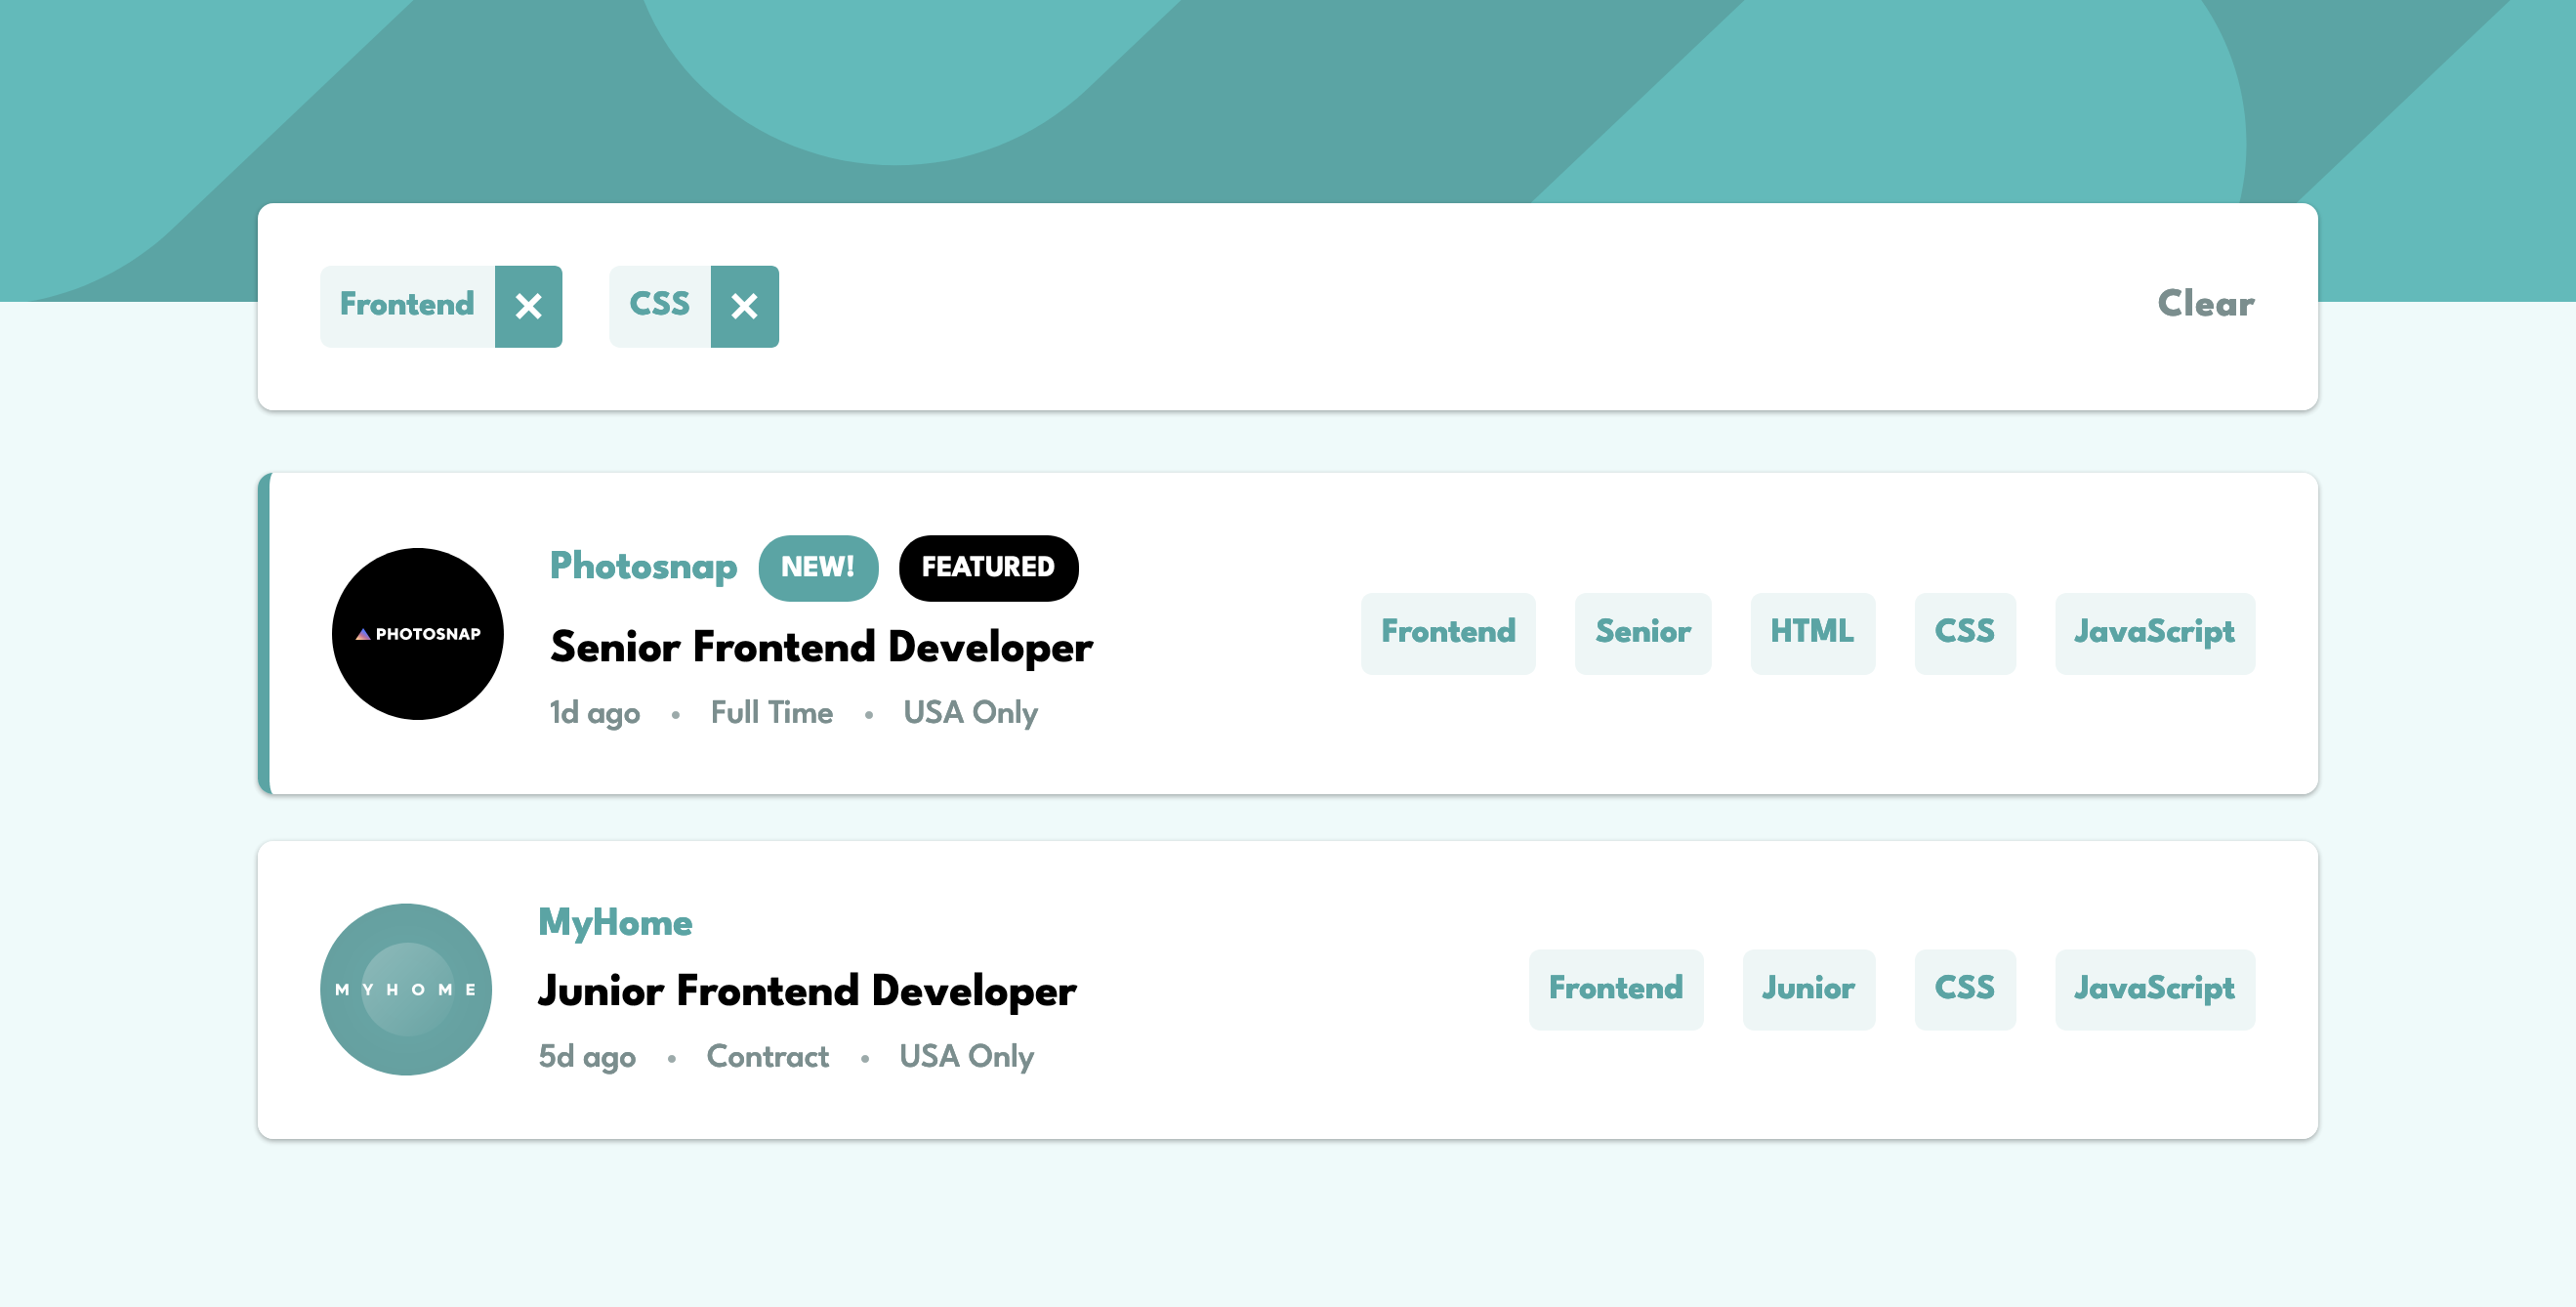 Frontend CSS Clear
Photosnap NEW! FEATURED
PHOTOSNAP
Senior Frontend Developer
1d ago • Full Time • USA Only
Frontend Senior HTML CSS JavaScript
MyHome
MYHOME
Junior Frontend Developer
5d ago • Contract • USA Only
Frontend Junior CSS JavaScript